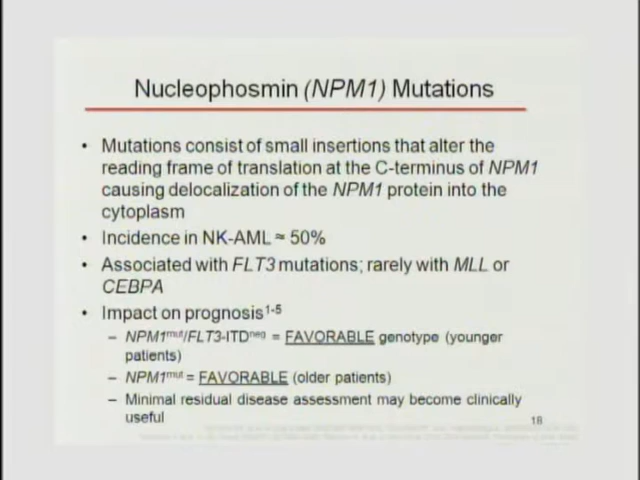 Nucleophosmin (NPM1) Mutations
• Mutations consist of small insertions that alter the
reading frame of translation at the C-terminus of NPM1
causing delocalization of the NPM1 protein into the
cytoplasm
• Incidence in NK-AML ≈ 50%
• Associated with FLT3 mutations; rarely with MLL or
CEBPA
• Impact on prognosis1-5
– NPM1mut/FLT3-ITDneg = FAVORABLE genotype (younger
patients)
– NPM1mut = FAVORABLE (older patients)
– Minimal residual disease assessment may become clinically
useful
18